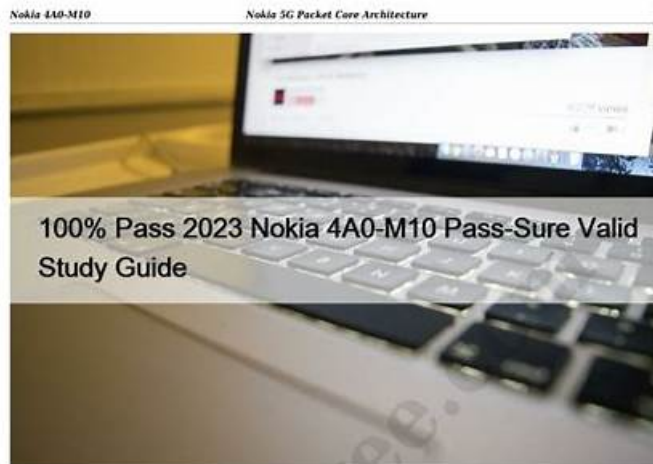 Nokia 4A0-M10 Nokia 5G Packet Core Architecture
100% Pass 2023 Nokia 4A0-M10 Pass-Sure Valid
Study Guide